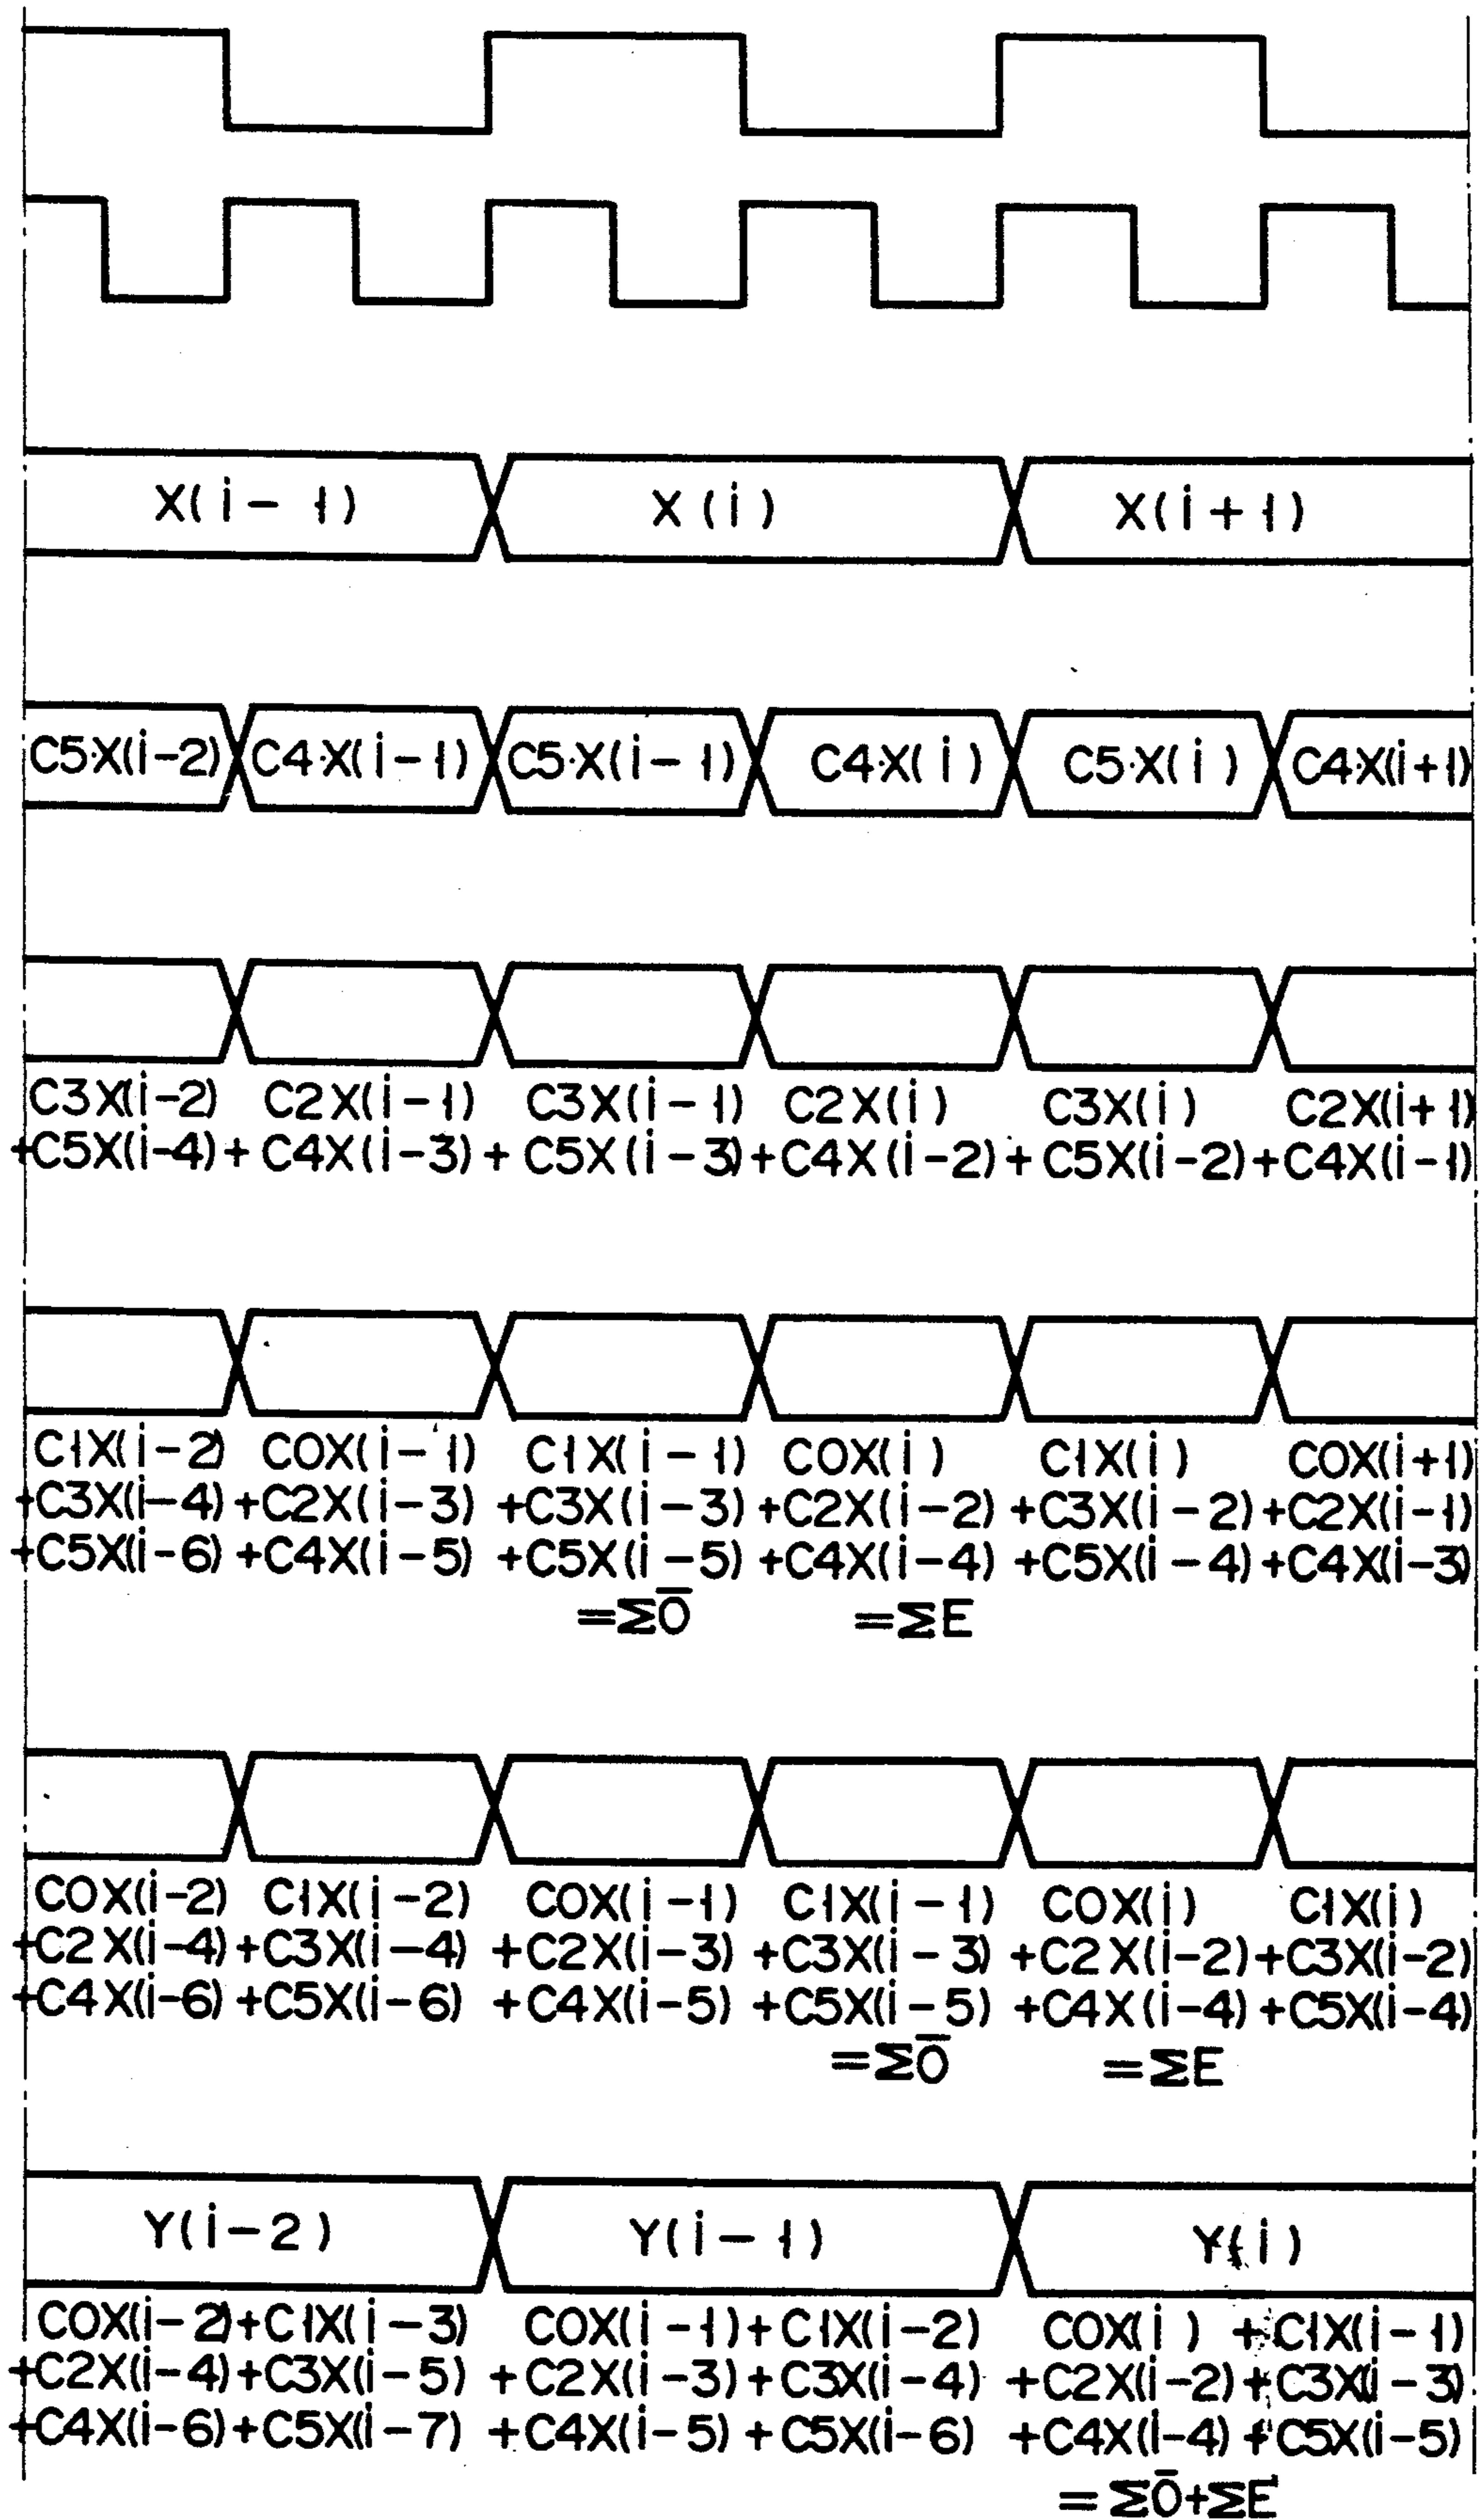 X(i-1) X(i) X(i+1)
C5·X(i-2) C4·X(i-1) C5·X(i-1) C4·X(i) C5·X(i) C4·X(i+1)
C3X(i-2) C2X(i-1) C3X(i-1) C2X(i) C3X(i) C2X(i+1)
+C5X(i-4) + C4X(i-3) + C5X(i-3) +C4X(i-2) + C5X(i-2) +C4X(i-1)
C1X(i-2) C0X(i-1) C1X(i-1) C0X(i) C1X(i) C0X(i+1)
+C3X(i-4) +C2X(i-3) +C3X(i-3) +C2X(i-2) +C3X(i-2) +C2X(i-1)
+C5X(i-6) +C4X(i-5) +C5X(i-5) +C4X(i-4) +C5X(i-4) +C4X(i-3)
=ΣO̅ =ΣE
C0X(i-2) C1X(i-2) C0X(i-1) C1X(i-1) C0X(i) C1X(i)
+C2X(i-4) +C3X(i-4) +C2X(i-3) +C3X(i-3) +C2X(i-2) +C3X(i-2)
+C4X(i-6) +C5X(i-6) +C4X(i-5) +C5X(i-5) +C4X(i-4) +C5X(i-4)
=ΣO̅ =ΣE
Y(i-2) Y(i-1) Y(i)
C0X(i-2)+C1X(i-3) C0X(i-1)+C1X(i-2) C0X(i) +C1X(i-1)
+C2X(i-4)+C3X(i-5) +C2X(i-3)+C3X(i-4) +C2X(i-2)+C3X(i-3)
+C4X(i-6)+C5X(i-7) +C4X(i-5)+C5X(i-6) +C4X(i-4)+C5X(i-5)
= ΣO̅+ΣE